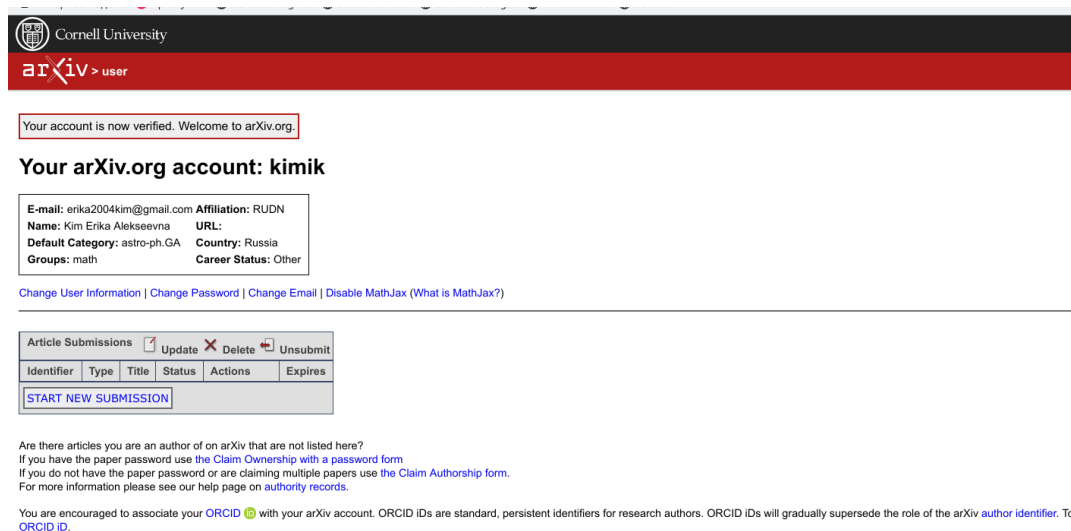 Cornell University
arXiv > user
Your account is now verified. Welcome to arXiv.org.
Your arXiv.org account: kimik
E-mail: erika2004kim@gmail.com Affiliation: RUDN
Name: Kim Erika Alekseevna URL:
Default Category: astro-ph.GA Country: Russia
Groups: math Career Status: Other
Change User Information | Change Password | Change Email | Disable MathJax (What is MathJax?)
Article Submissions Update Delete Unsubmit
Identifier Type Title Status Actions Expires
START NEW SUBMISSION
Are there articles you are an author of on arXiv that are not listed here?
If you have the paper password use the Claim Ownership with a password form
If you do not have the paper password or are claiming multiple papers use the Claim Authorship form.
For more information please see our help page on authority records.
You are encouraged to associate your ORCID iD with your arXiv account. ORCID iDs are standard, persistent identifiers for research authors. ORCID iDs will gradually supersede the role of the arXiv author identifier. To
ORCID iD.